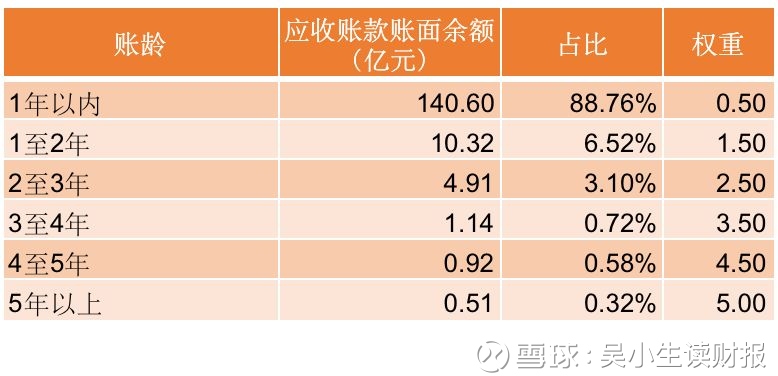 账龄 应收账款账面余额（亿元） 占比 权重
1年以内 140.60 88.76% 0.50
1至2年 10.32 6.52% 1.50
2至3年 4.91 3.10% 2.50
3至4年 1.14 0.72% 3.50
4至5年 0.92 0.58% 4.50
5年以上 0.51 0.32% 5.00
雪球：吴小生读财报